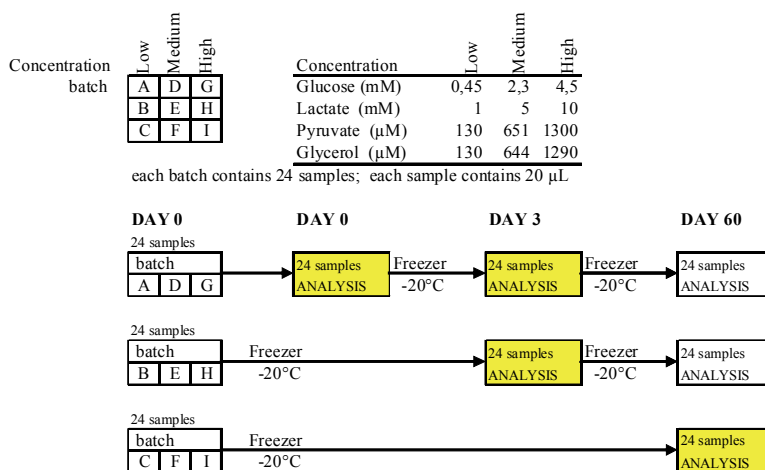 Concentration batch
Low Medium High
A D G
B E H
C F I
Concentration Low Medium High
Glucose (mM) 0,45 2,3 4,5
Lactate (mM) 1 5 10
Pyruvate (µM) 130 651 1300
Glycerol (µM) 130 644 1290
each batch contains 24 samples; each sample contains 20 µL
DAY 0 DAY 0 DAY 3 DAY 60
24 samples
batch 24 samples Freezer 24 samples Freezer 24 samples
A D G ANALYSIS -20°C ANALYSIS -20°C ANALYSIS
24 samples
batch Freezer 24 samples Freezer 24 samples
B E H -20°C ANALYSIS -20°C ANALYSIS
24 samples
batch Freezer 24 samples
C F I -20°C ANALYSIS